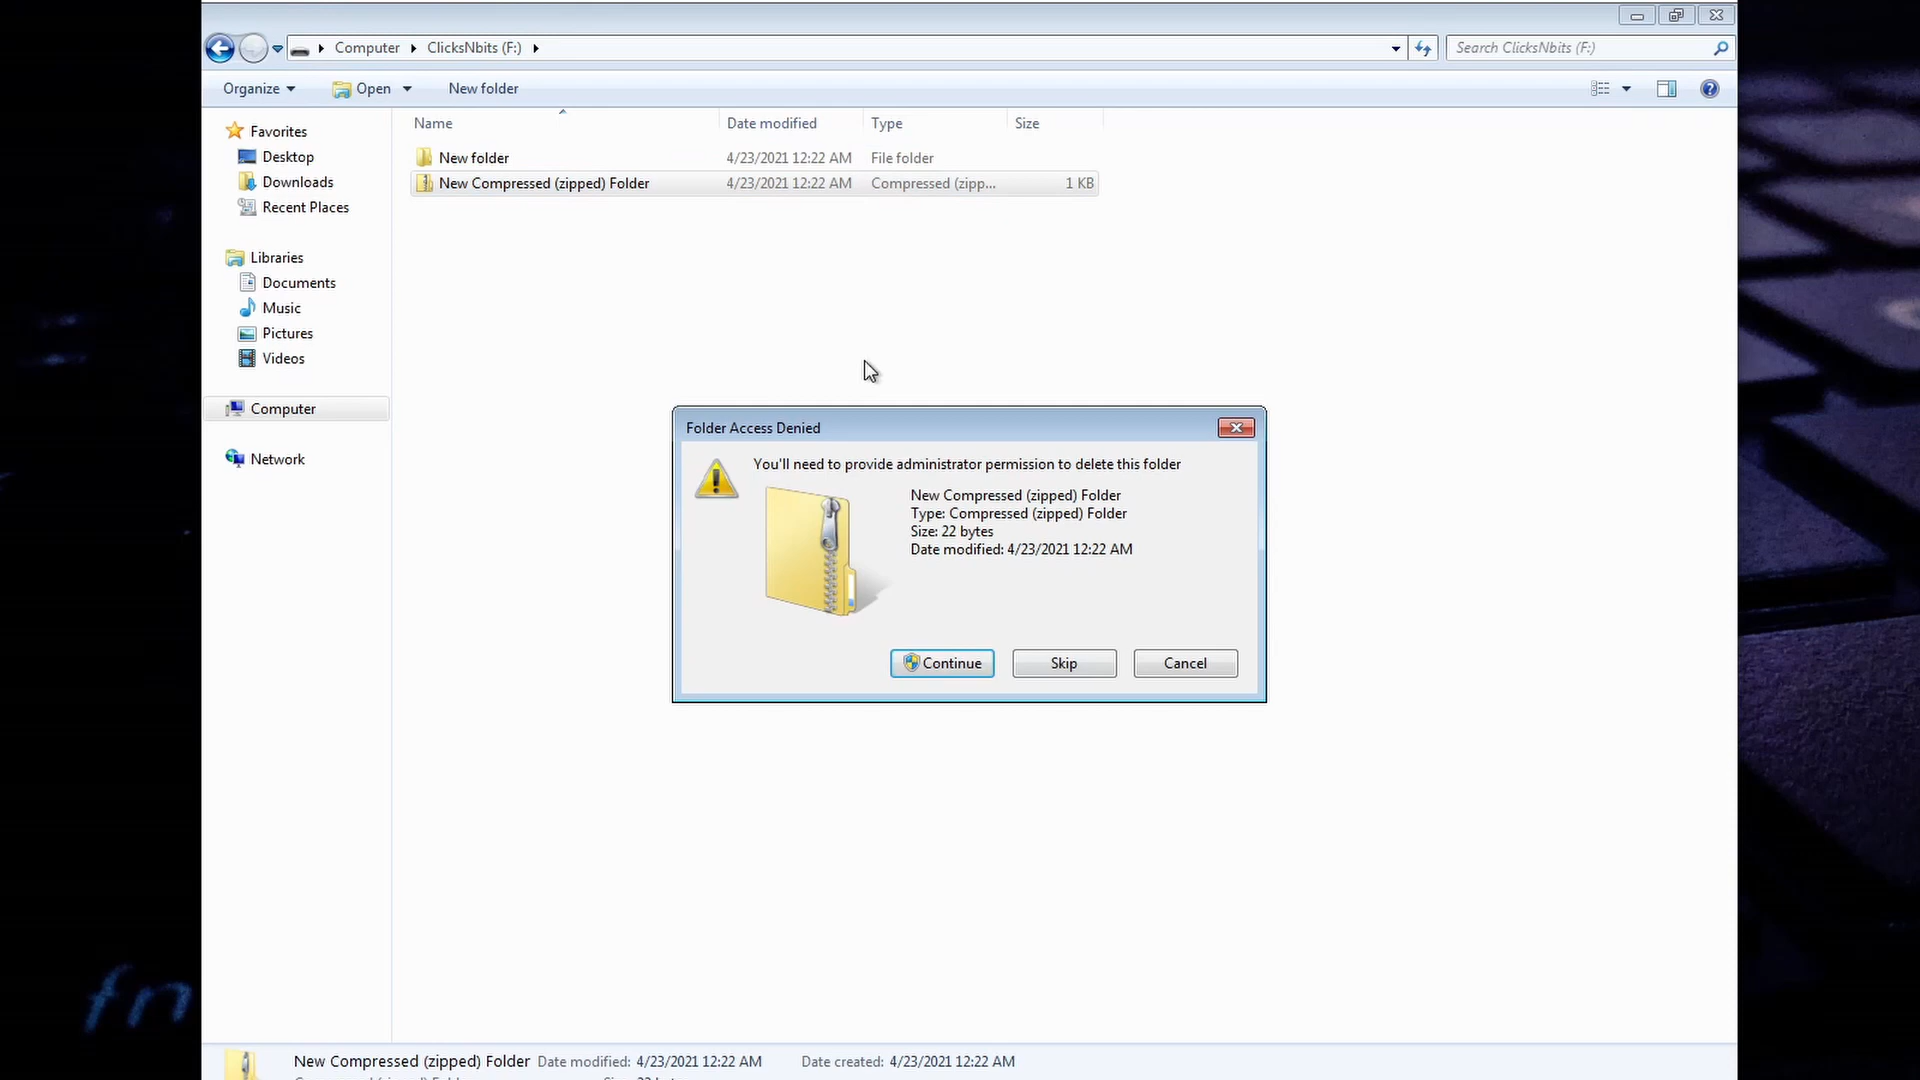 Computer ClicksNbits (F:)
Search ClicksNbits (F:)
Organize Open New folder
Name Date modified Type Size
Favorites
Desktop
Downloads
Recent Places
Libraries
Documents
Music
Pictures
Videos
Computer
Network
New folder 4/23/2021 12:22 AM File folder
New Compressed (zipped) Folder 4/23/2021 12:22 AM Compressed (zipp... 1 KB
Folder Access Denied
You'll need to provide administrator permission to delete this folder
New Compressed (zipped) Folder
Type: Compressed (zipped) Folder
Size: 22 bytes
Date modified: 4/23/2021 12:22 AM
Continue Skip Cancel
fn
New Compressed (zipped) Folder Date modified: 4/23/2021 12:22 AM Date created: 4/23/2021 12:22 AM